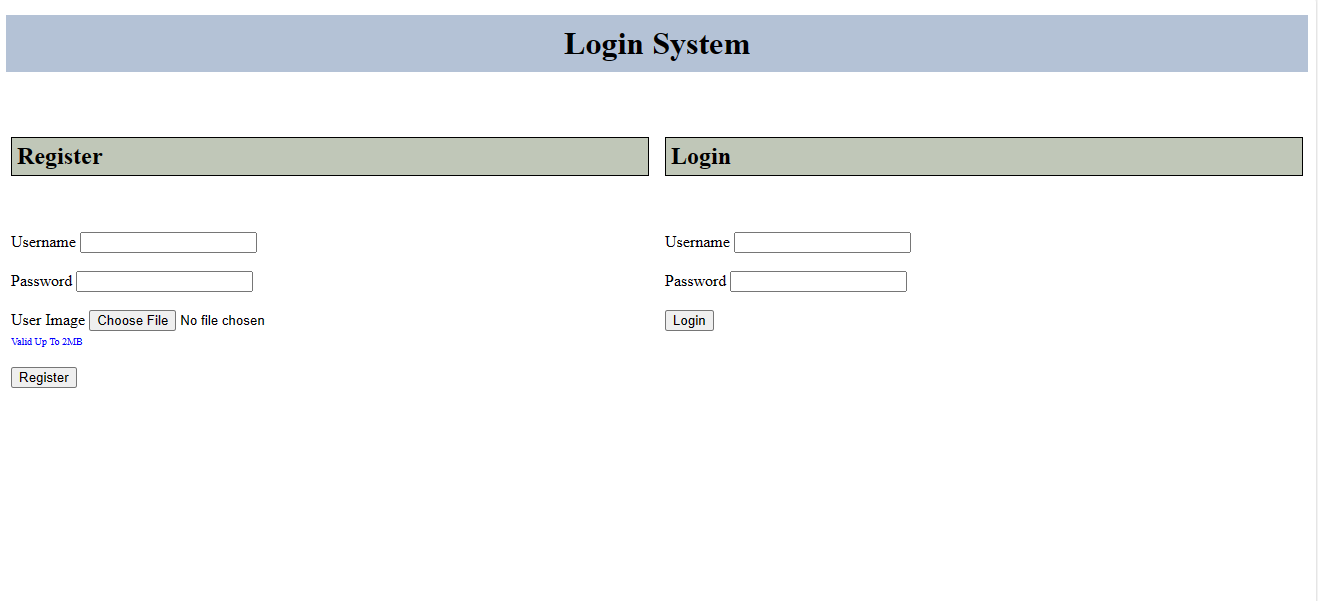 Login System
Register
Username
Password
User Image Choose File No file chosen
Valid Up To 2MB
Register
Login
Username
Password
Login